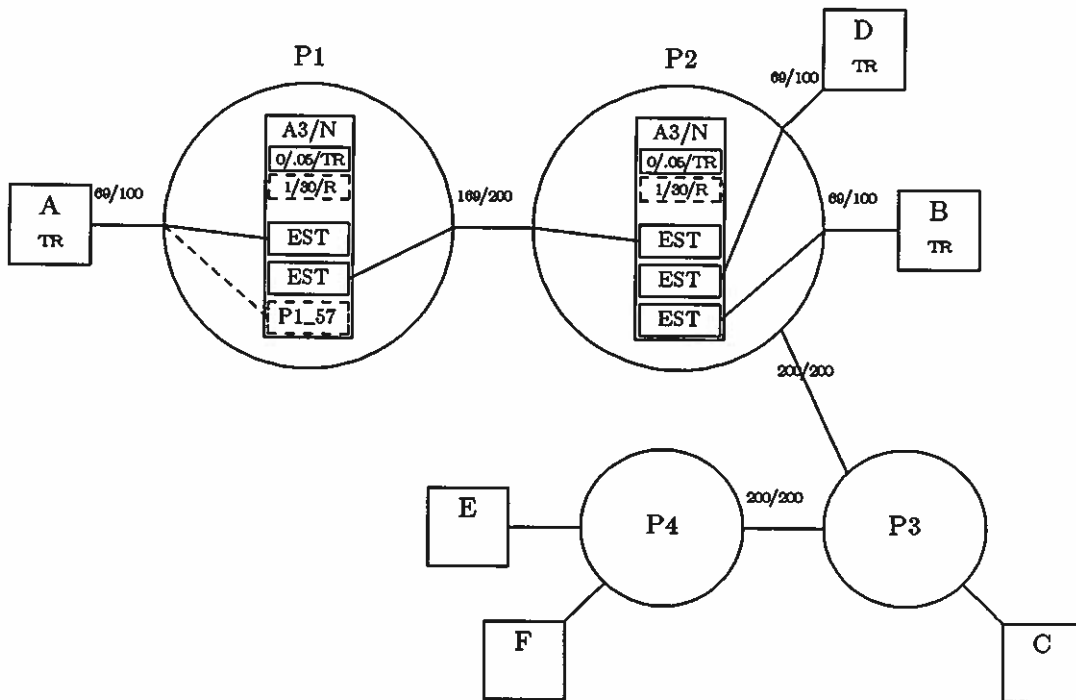 P1
P2
D
TR
69/100
A3/N
0/.05/TR
1/30/R
EST
EST
P1_57
A
TR
69/100
169/200
A3/N
0/.05/TR
1/30/R
EST
EST
EST
69/100
B
TR
200/200
E
P4
200/200
P3
F
C